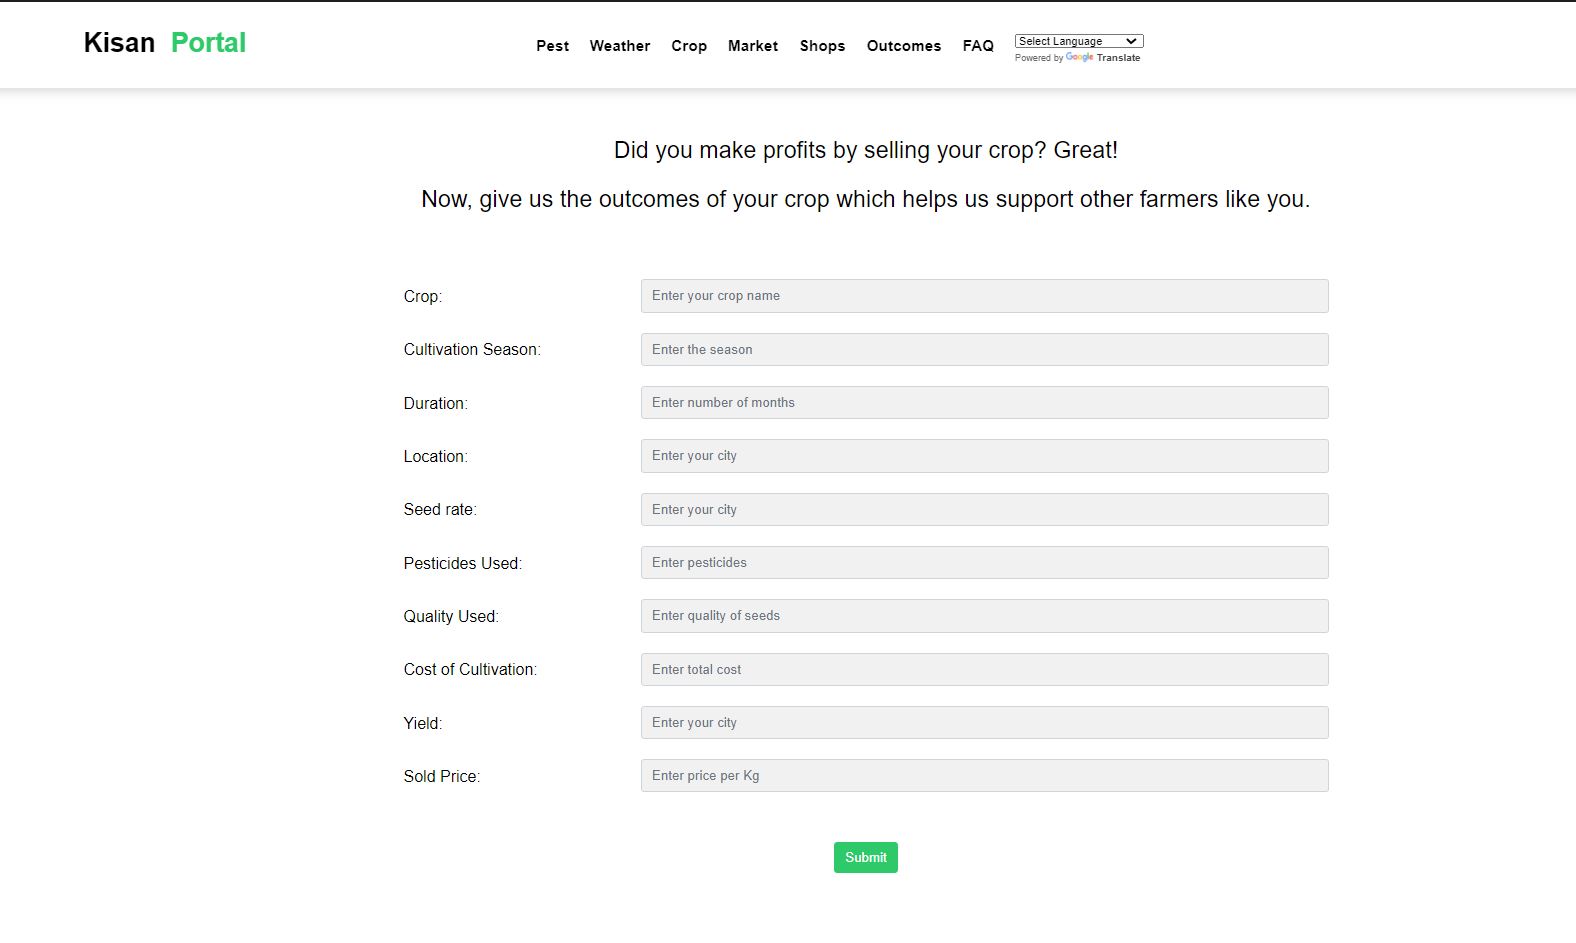 Kisan Portal
Pest Weather Crop Market Shops Outcomes FAQ
Select Language
Powered by Google Translate
Did you make profits by selling your crop? Great!
Now, give us the outcomes of your crop which helps us support other farmers like you.
Crop: Enter your crop name
Cultivation Season: Enter the season
Duration: Enter number of months
Location: Enter your city
Seed rate: Enter your city
Pesticides Used: Enter pesticides
Quality Used: Enter quality of seeds
Cost of Cultivation: Enter total cost
Yield: Enter your city
Sold Price: Enter price per Kg
Submit